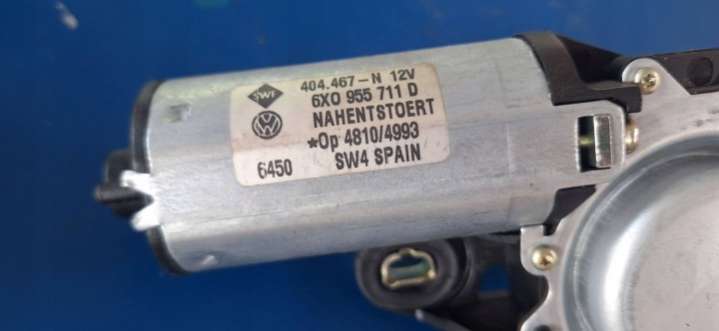 SWF 404.467-N 12V
6X0 955 711 D
NAHENTSTOERT
*Op 4810/4993
6450 SW4 SPAIN